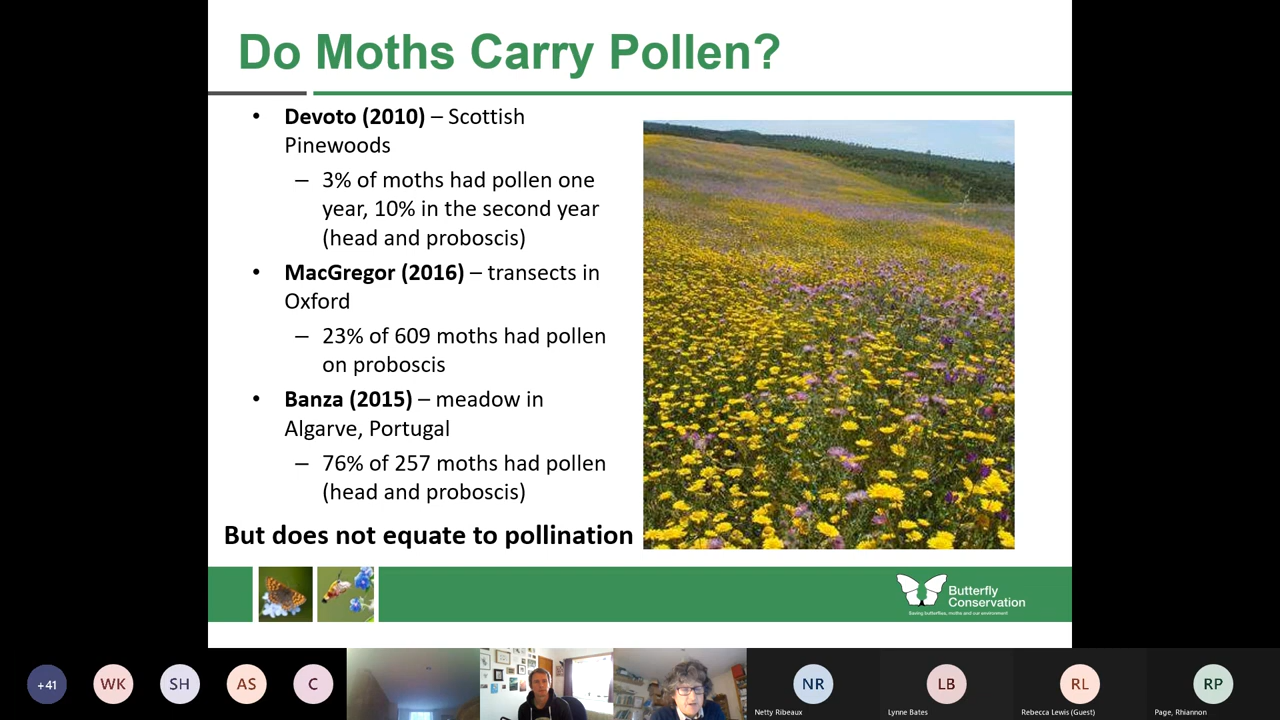 Do Moths Carry Pollen?
• Devoto (2010) – Scottish
Pinewoods
– 3% of moths had pollen one
year, 10% in the second year
(head and proboscis)
• MacGregor (2016) – transects in
Oxford
– 23% of 609 moths had pollen
on proboscis
• Banza (2015) – meadow in
Algarve, Portugal
– 76% of 257 moths had pollen
(head and proboscis)
But does not equate to pollination
Butterfly
Conservation
Saving butterflies, moths and our environment
+41
WK
SH
AS
C
NR
Netty Ribeaux
LB
Lynne Bates
RL
Rebecca Lewis (Guest)
RP
Page, Rhiannon